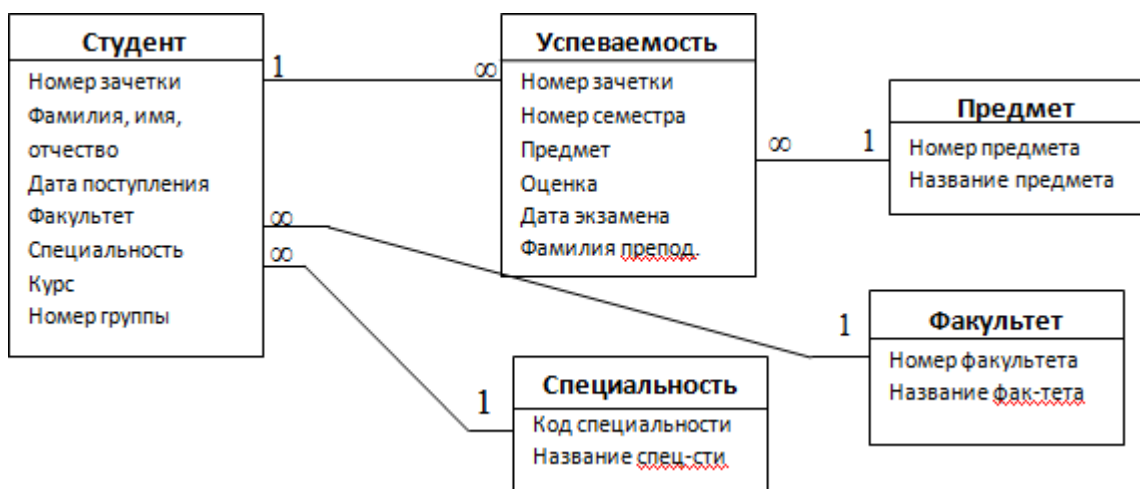 Студент
Номер зачетки
Фамилия, имя,
отчество
Дата поступления
Факультет
Специальность
Курс
Номер группы
1
∞
Успеваемость
Номер зачетки
Номер семестра
Предмет
Оценка
Дата экзамена
Фамилия препод.
∞
1
Предмет
Номер предмета
Название предмета
∞
∞
1
Факультет
Номер факультета
Название фак-тета
1
Специальность
Код специальности
Название спец-сти